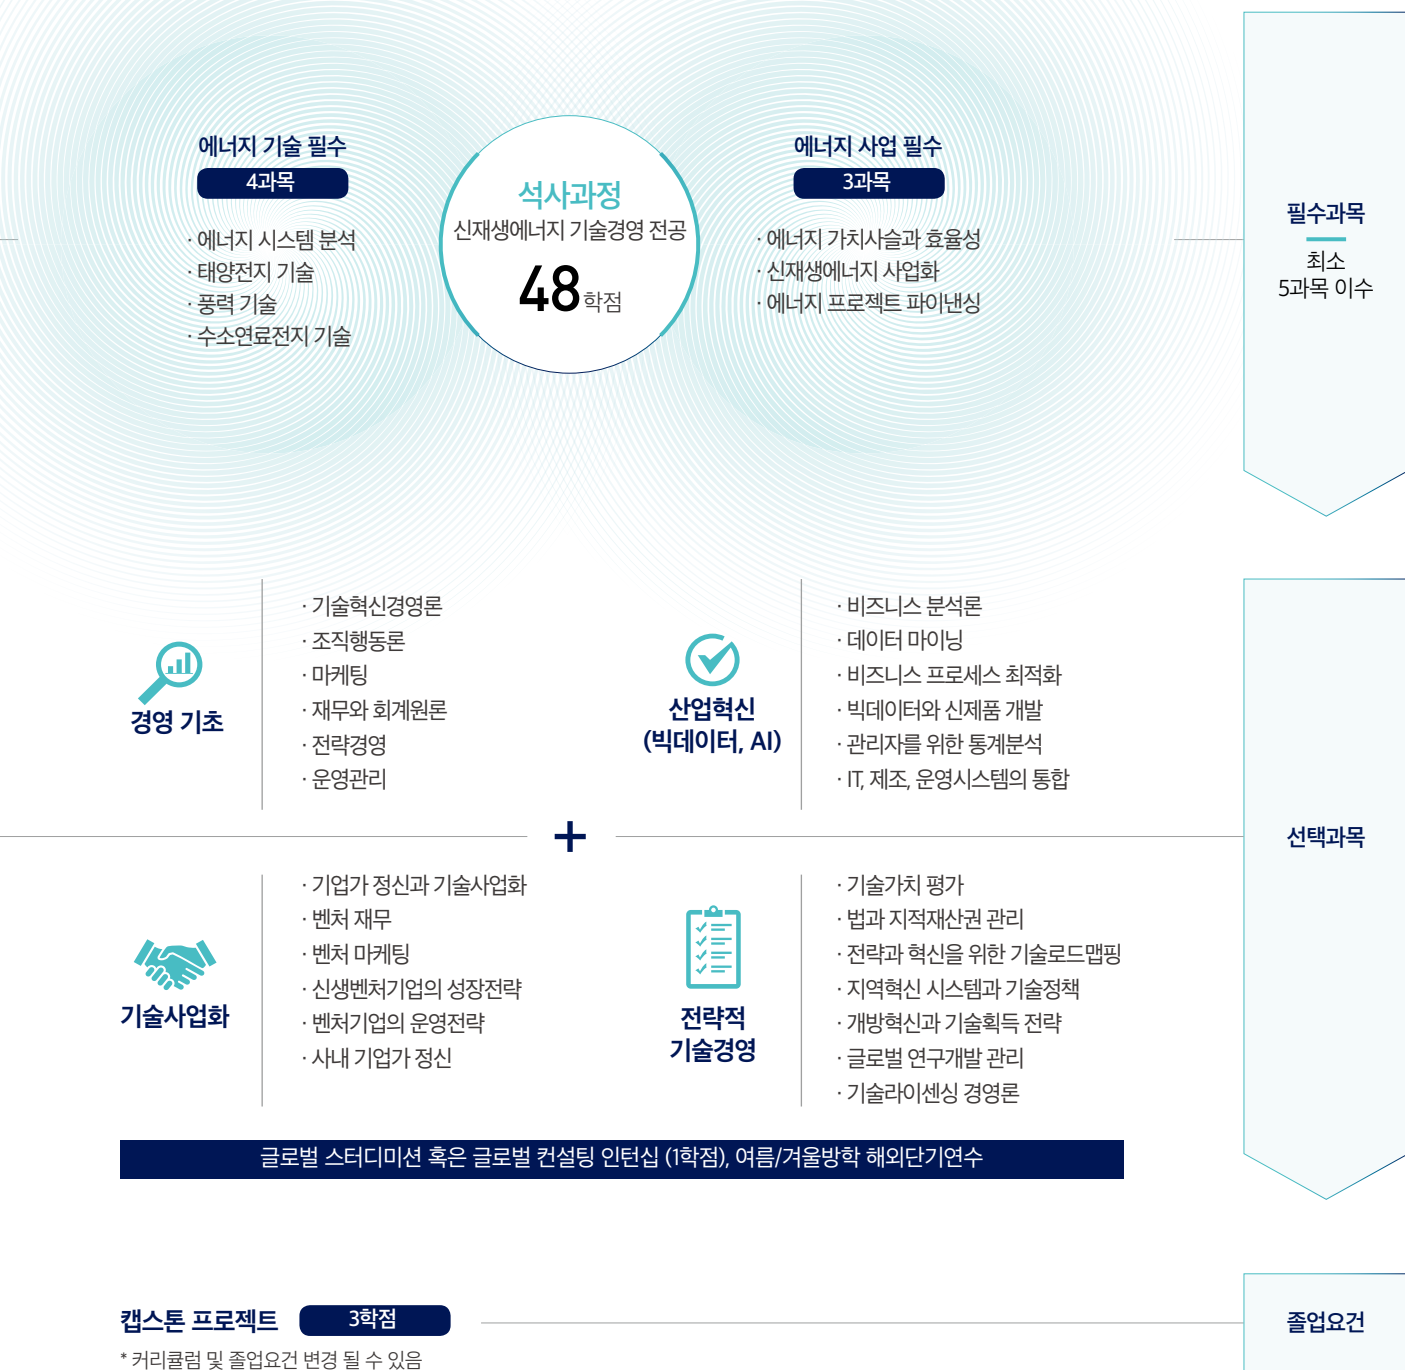 에너지 기술 필수
4과목
· 에너지 시스템 분석
· 태양전지 기술
· 풍력 기술
· 수소연료전지 기술
석사과정
신재생에너지 기술경영 전공
48학점
에너지 사업 필수
3과목
· 에너지 가치사슬과 효율성
· 신재생에너지 사업화
· 에너지 프로젝트 파이낸싱
필수과목
최소
5과목 이수
경영 기초
· 기술혁신경영론
· 조직행동론
· 마케팅
· 재무와 회계원론
· 전략경영
· 운영관리
산업혁신
(빅데이터, AI)
· 비즈니스 분석론
· 데이터 마이닝
· 비즈니스 프로세스 최적화
· 빅데이터와 신제품 개발
· 관리자를 위한 통계분석
· IT, 제조, 운영시스템의 통합
+
선택과목
기술사업화
· 기업가 정신과 기술사업화
· 벤처 재무
· 벤처 마케팅
· 신생벤처기업의 성장전략
· 벤처기업의 운영전략
· 사내 기업가 정신
전략적
기술경영
· 기술가치 평가
· 법과 지적재산권 관리
· 전략과 혁신을 위한 기술로드맵핑
· 지역혁신 시스템과 기술정책
· 개방혁신과 기술획득 전략
· 글로벌 연구개발 관리
· 기술라이센싱 경영론
글로벌 스터디미션 혹은 글로벌 컨설팅 인턴십 (1학점), 여름/겨울방학 해외단기연수
캡스톤 프로젝트
3학점
졸업요건
* 커리큘럼 및 졸업요건 변경 될 수 있음